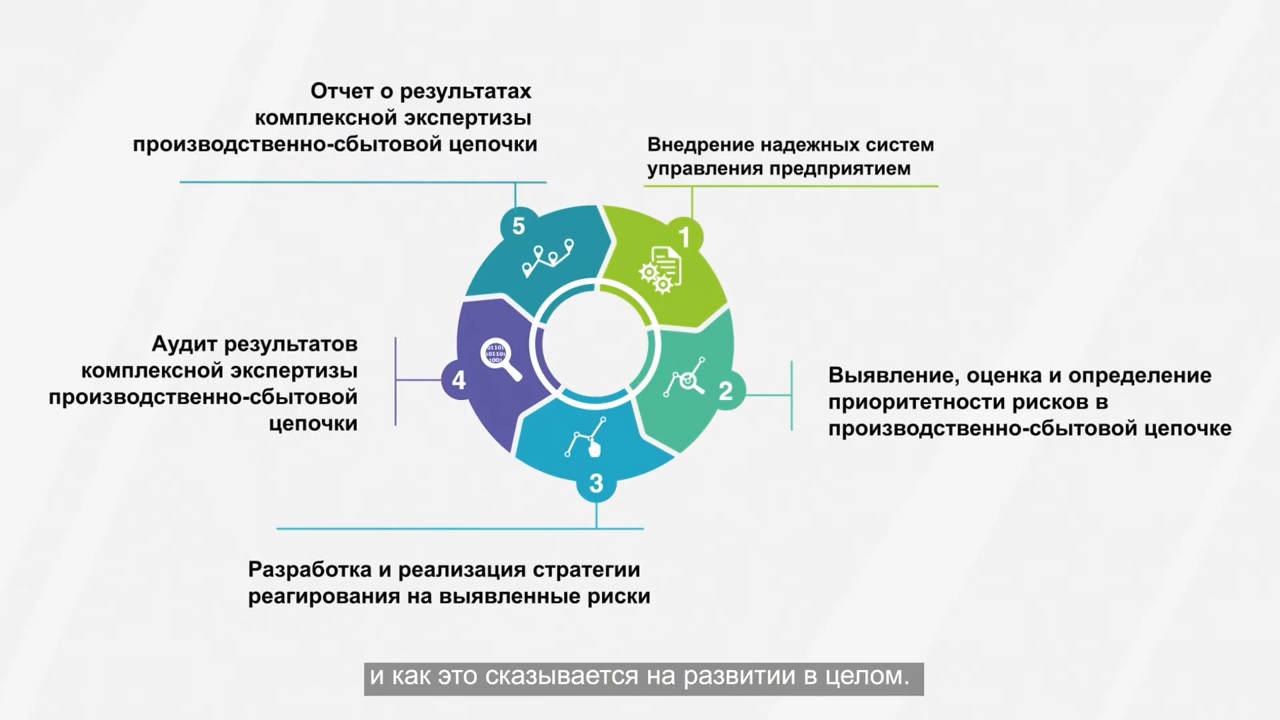 Отчет о результатах
комплексной экспертизы
производственно-сбытовой цепочки
5
Внедрение надежных систем
управления предприятием
1
Аудит результатов
комплексной экспертизы
производственно-сбытовой
цепочки
4
Выявление, оценка и определение
приоритетности рисков в
производственно-сбытовой цепочке
2
3
Разработка и реализация стратегии
реагирования на выявленные риски
и как это сказывается на развитии в целом.